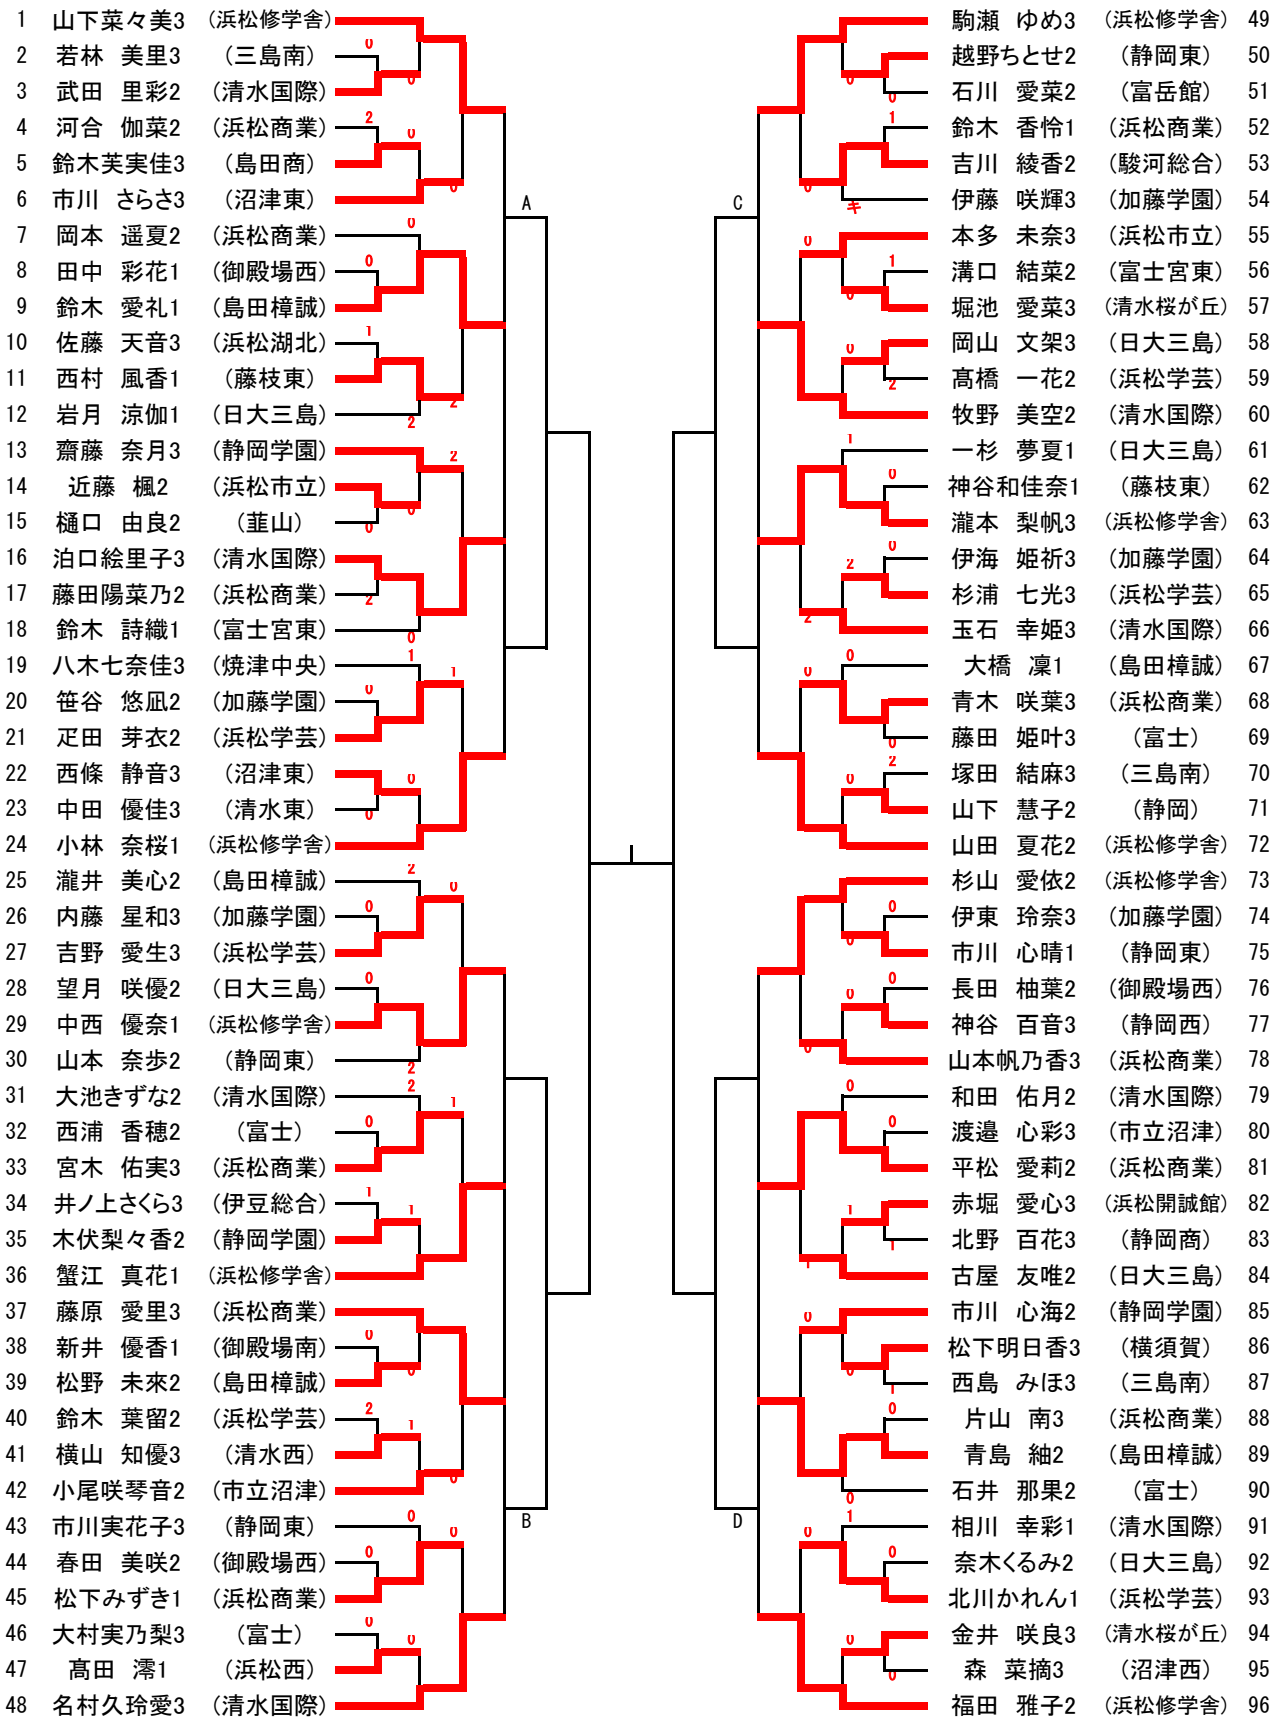 1 山下菜々美3 (浜松修学舎)
2 若林 美里3 (三島南)
3 武田 里彩2 (清水国際)
4 河合 伽菜2 (浜松商業)
5 鈴木芙実佳3 (島田商)
6 市川 さらさ3 (沼津東)
7 岡本 遥夏2 (浜松商業)
8 田中 彩花1 (御殿場西)
9 鈴木 愛礼1 (島田樟誠)
10 佐藤 天音3 (浜松湖北)
11 西村 風香1 (藤枝東)
12 岩月 涼伽1 (日大三島)
13 齋藤 奈月3 (静岡学園)
14 近藤 楓2 (浜松市立)
15 樋口 由良2 (韮山)
16 泊口絵里子3 (清水国際)
17 藤田陽菜乃2 (浜松商業)
18 鈴木 詩織1 (富士宮東)
19 八木七奈佳3 (焼津中央)
20 笹谷 悠凪2 (加藤学園)
21 疋田 芽衣2 (浜松学芸)
22 西條 静音3 (沼津東)
23 中田 優佳3 (清水東)
24 小林 奈桜1 (浜松修学舎)
25 瀧井 美心2 (島田樟誠)
26 内藤 星和3 (加藤学園)
27 吉野 愛生3 (浜松学芸)
28 望月 咲優2 (日大三島)
29 中西 優奈1 (浜松修学舎)
30 山本 奈歩2 (静岡東)
31 大池きずな2 (清水国際)
32 西浦 香穂2 (富士)
33 宮木 佑実3 (浜松商業)
34 井ノ上さくら3 (伊豆総合)
35 木伏梨々香2 (静岡学園)
36 蟹江 真花1 (浜松修学舎)
37 藤原 愛里3 (浜松商業)
38 新井 優香1 (御殿場南)
39 松野 未來2 (島田樟誠)
40 鈴木 葉留2 (浜松学芸)
41 横山 知優3 (清水西)
42 小尾咲琴音2 (市立沼津)
43 市川実花子3 (静岡東)
44 春田 美咲2 (御殿場西)
45 松下みずき1 (浜松商業)
46 大村実乃梨3 (富士)
47 髙田 澪1 (浜松西)
48 名村久玲愛3 (清水国際)
A
B
C
D
駒瀬 ゆめ3 (浜松修学舎) 49
越野ちとせ2 (静岡東) 50
石川 愛菜2 (富岳館) 51
鈴木 香怜1 (浜松商業) 52
吉川 綾香2 (駿河総合) 53
伊藤 咲輝3 (加藤学園) 54
本多 未奈3 (浜松市立) 55
溝口 結菜2 (富士宮東) 56
堀池 愛菜3 (清水桜が丘) 57
岡山 文架3 (日大三島) 58
髙橋 一花2 (浜松学芸) 59
牧野 美空2 (清水国際) 60
一杉 夢夏1 (日大三島) 61
神谷和佳奈1 (藤枝東) 62
瀧本 梨帆3 (浜松修学舎) 63
伊海 姫祈3 (加藤学園) 64
杉浦 七光3 (浜松学芸) 65
玉石 幸姫3 (清水国際) 66
大橋 凜1 (島田樟誠) 67
青木 咲葉3 (浜松商業) 68
藤田 姫叶3 (富士) 69
塚田 結麻3 (三島南) 70
山下 慧子2 (静岡) 71
山田 夏花2 (浜松修学舎) 72
杉山 愛依2 (浜松修学舎) 73
伊東 玲奈3 (加藤学園) 74
市川 心晴1 (静岡東) 75
長田 柚葉2 (御殿場西) 76
神谷 百音3 (静岡西) 77
山本帆乃香3 (浜松商業) 78
和田 佑月2 (清水国際) 79
渡邉 心彩3 (市立沼津) 80
平松 愛莉2 (浜松商業) 81
赤堀 愛心3 (浜松開誠館) 82
北野 百花3 (静岡商) 83
古屋 友唯2 (日大三島) 84
市川 心海2 (静岡学園) 85
松下明日香3 (横須賀) 86
西島 みほ3 (三島南) 87
片山 南3 (浜松商業) 88
青島 紬2 (島田樟誠) 89
石井 那果2 (富士) 90
相川 幸彩1 (清水国際) 91
奈木くるみ2 (日大三島) 92
北川かれん1 (浜松学芸) 93
金井 咲良3 (清水桜が丘) 94
森 菜摘3 (沼津西) 95
福田 雅子2 (浜松修学舎) 96